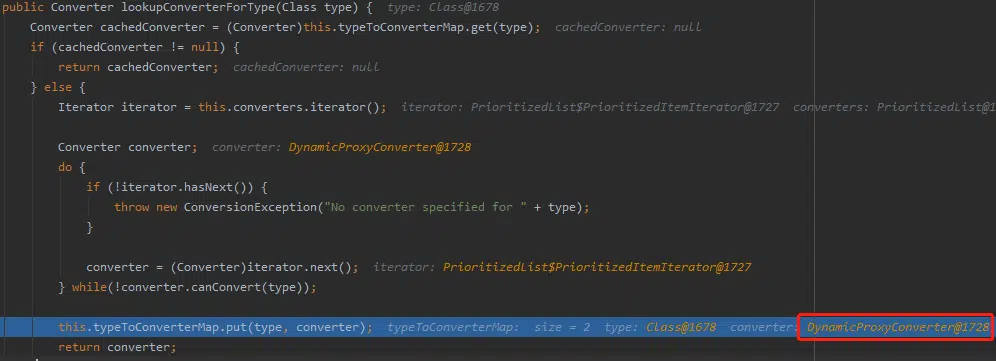 public Converter lookupConverterForType(Class type) {  type: Class@1678
    Converter cachedConverter = (Converter)this.typeToConverterMap.get(type);  cachedConverter: null
    if (cachedConverter != null) {
        return cachedConverter;  cachedConverter: null
    } else {
        Iterator iterator = this.converters.iterator();  iterator: PrioritizedList$PrioritizedItemIterator@1727  converters: PrioritizedList@1
        Converter converter;  converter: DynamicProxyConverter@1728
        do {
            if (!iterator.hasNext()) {
                throw new ConversionException("No converter specified for " + type);
            }
            converter = (Converter)iterator.next();  iterator: PrioritizedList$PrioritizedItemIterator@1727
        } while(!converter.canConvert(type));
        this.typeToConverterMap.put(type, converter);  typeToConverterMap:  size = 2  type: Class@1678  converter: DynamicProxyConverter@1728
        return converter;